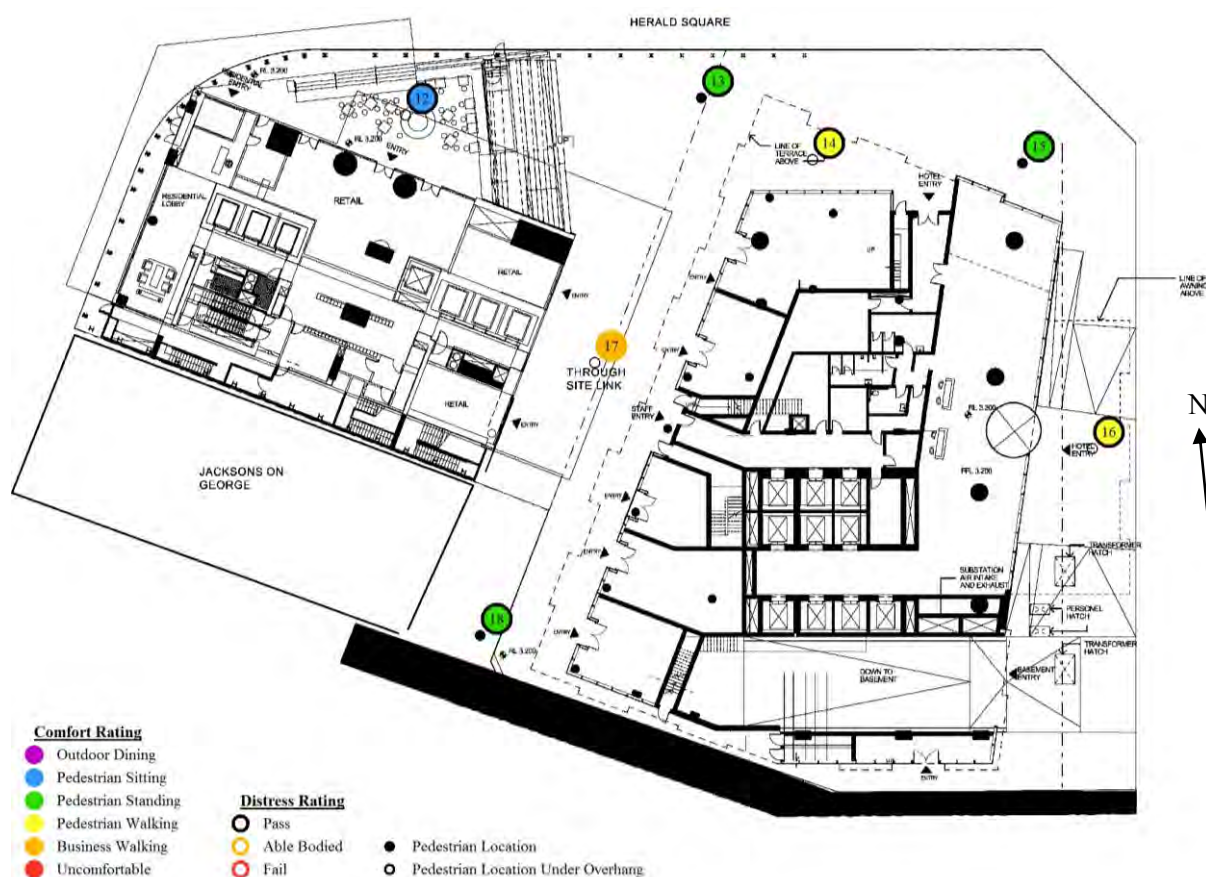 HERALD SQUARE
RL 3.200
RESIDENTIAL
ENTRY
12
13
14
15
LINE OF
TERRACE
ABOVE
RL 3.200
ENTRY
UP
HOTEL
ENTRY
RESIDENTIAL
LOBBY
RETAIL
UP
RETAIL
ENTRY
ENTRY
LINE OF
AWNING
ABOVE
17
THROUGH
SITE LINK
ENTRY
RETAIL
ENTRY
STAFF
ENTRY
RL 3.200
N
16
HOTEL
ENTRY
JACKSONS ON
GEORGE
FFL 3.200
ENTRY
ENTRY
TRANSFORMER
HATCH
SUBSTATION
AIR INTAKE
AND EXHAUST
PERSONEL
HATCH
18
ENTRY
RL 3.200
TRANSFORMER
HATCH
DOWN TO
BASEMENT
BASEMENT
ENTRY
ENTRY
Comfort Rating
Outdoor Dining
Pedestrian Sitting
Pedestrian Standing
Pedestrian Walking
Business Walking
Uncomfortable
Distress Rating
Pass
Able Bodied
Fail
Pedestrian Location
Pedestrian Location Under Overhang